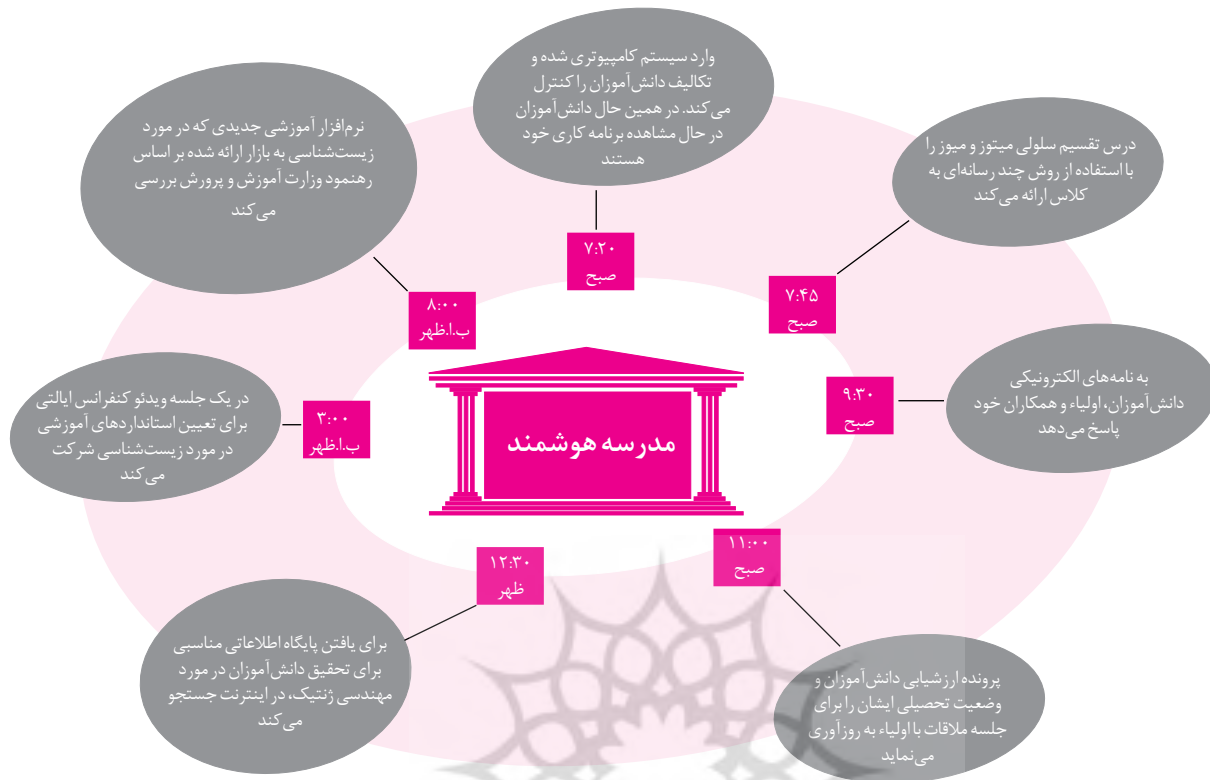 وارد سیستم کامپیوتری شده و
تکالیف دانش‌آموزان را کنترل
می‌کند. در همین حال دانش‌آموزان
در حال مشاهده برنامه کاری خود
هستند
۷:۲۰
صبح
درس تقسیم سلولی میتوز و میوز را
با استفاده از روش چند رسانه‌ای به
کلاس ارائه می‌کند
۷:۴۵
صبح
به نامه‌های الکترونیکی
دانش‌آموزان، اولیاء و همکاران خود
پاسخ می‌دهد
۹:۳۰
صبح
پرونده ارزشیابی دانش‌آموزان و
وضعیت تحصیلی ایشان را برای
جلسه ملاقات با اولیاء به روزآوری
می‌نماید
۱۱:۰۰
صبح
برای یافتن پایگاه اطلاعاتی مناسبی
برای تحقیق دانش‌آموزان در مورد
مهندسی ژنتیک، در اینترنت جستجو
می‌کند
۱۲:۳۰
ظهر
در یک جلسه ویدئو کنفرانس ایالتی
برای تعیین استانداردهای آموزشی
در مورد زیست‌شناسی شرکت
می‌کند
۳:۰۰
ب.ا.ظهر
نرم‌افزار آموزشی جدیدی که در مورد
زیست‌شناسی به بازار ارائه شده بر اساس
رهنمود وزارت آموزش و پرورش بررسی
می‌کند
۸:۰۰
ب.ا.ظهر
مدرسه هوشمند